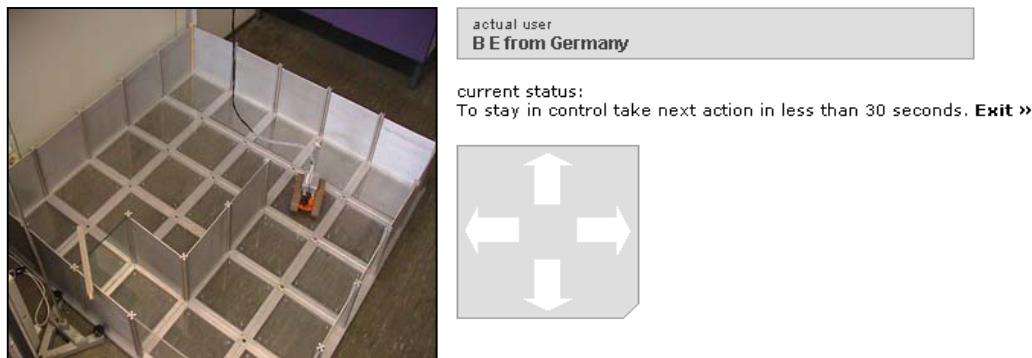 actual user
B E from Germany
current status:
To stay in control take next action in less than 30 seconds. Exit »